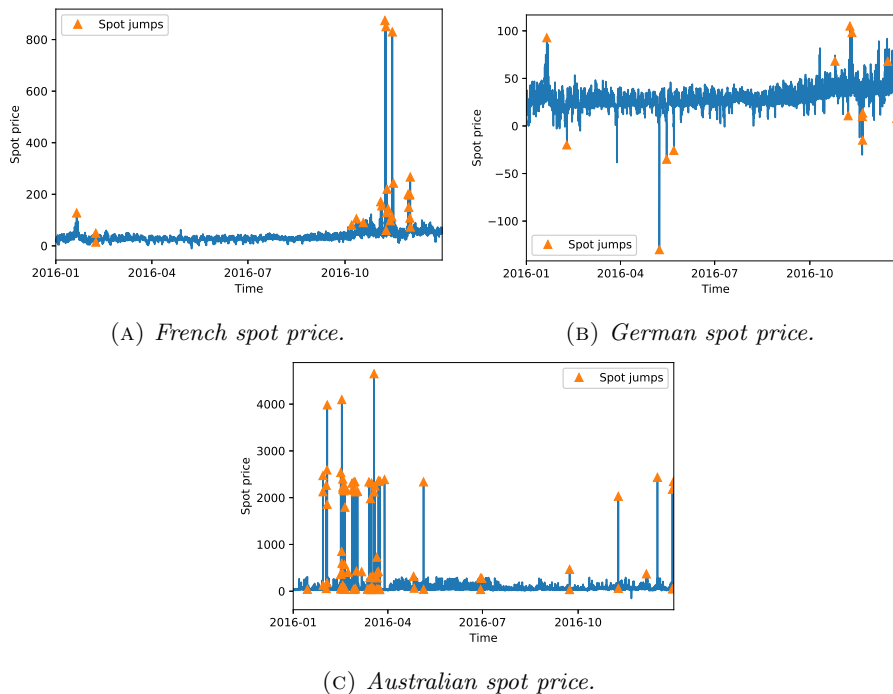 Spot jumps
800
600
400
200
0
Spot price
2016-01 2016-04 2016-07 2016-10
Time
(A) French spot price.
100
50
0
−50
−100
Spot price
Spot jumps
2016-01 2016-04 2016-07 2016-10
Time
(B) German spot price.
Spot jumps
4000
3000
2000
1000
0
Spot price
2016-01 2016-04 2016-07 2016-10
Time
(C) Australian spot price.